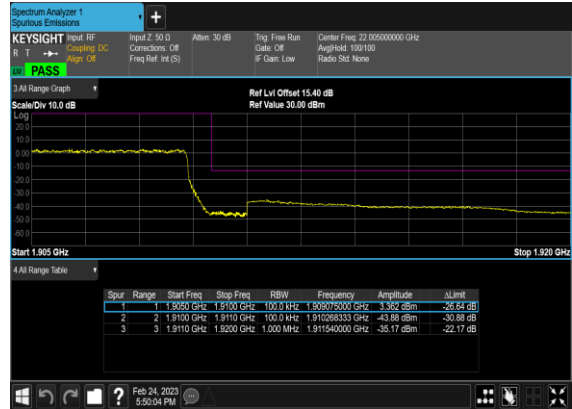 Spectrum Analyzer 1
Spurious Emissions
+
KEYSIGHT Input: RF
R T Coupling: DC
Align: Off
Input Z: 50 Ω
Corrections: Off
Freq Ref: Int (S)
Atten: 30 dB
Trig: Free Run
Gate: Off
IF Gain: Low
Center Freq: 22.005000000 GHz
Avg|Hold: 100/100
Radio Std: None
PASS
3 All Range Graph
Ref Lvl Offset 15.40 dB
Scale/Div 10.0 dB Ref Value 30.00 dBm
Log
20.0
10.0
0.00
-10.0
-20.0
-30.0
-40.0
-50.0
-60.0
Start 1.905 GHz Stop 1.920 GHz
4 All Range Table
Spur Range Start Freq Stop Freq RBW Frequency Amplitude ΔLimit
1 1 1.9050 GHz 1.9100 GHz 100.0 kHz 1.909075000 GHz 3.362 dBm -26.64 dB
2 2 1.9100 GHz 1.9110 GHz 100.0 kHz 1.910268333 GHz -43.88 dBm -30.88 dB
3 3 1.9110 GHz 1.9200 GHz 1.000 MHz 1.911540000 GHz -35.17 dBm -22.17 dB
?
Feb 24, 2023
5:50:04 PM